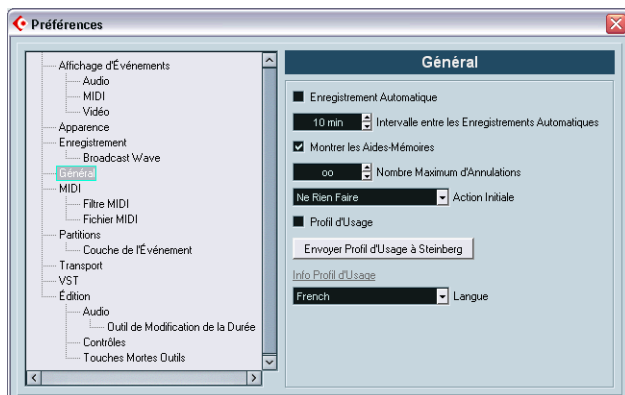 Préférences
Affichage d'Événements
Audio
MIDI
Vidéo
Apparence
Enregistrement
Broadcast Wave
Général
MIDI
Filtre MIDI
Fichier MIDI
Partitions
Couche de l'Événement
Transport
VST
Édition
Audio
Outil de Modification de la Durée
Contrôles
Touches Mortes Outils
Général
Enregistrement Automatique
10 min Intervalle entre les Enregistrements Automatiques
Montrer les Aides-Mémoires
oo Nombre Maximum d'Annulations
Ne Rien Faire Action Initiale
Profil d'Usage
Envoyer Profil d'Usage à Steinberg
Info Profil d'Usage
French Langue